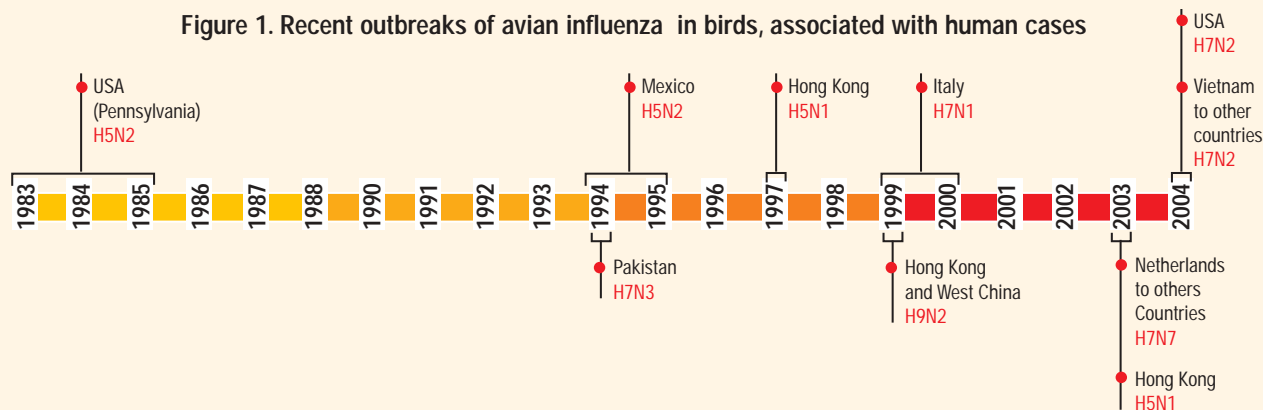 Figure 1. Recent outbreaks of avian influenza in birds, associated with human cases
USA
H7N2
USA
(Pennsylvania)
H5N2
Mexico
H5N2
Hong Kong
H5N1
Italy
H7N1
Vietnam
to other
countries
H7N2
1983
1984
1985
1986
1987
1988
1990
1991
1992
1993
1994
1995
1996
1997
1998
1999
2000
2001
2002
2003
2004
Pakistan
H7N3
Hong Kong
and West China
H9N2
Netherlands
to others
Countries
H7N7
Hong Kong
H5N1